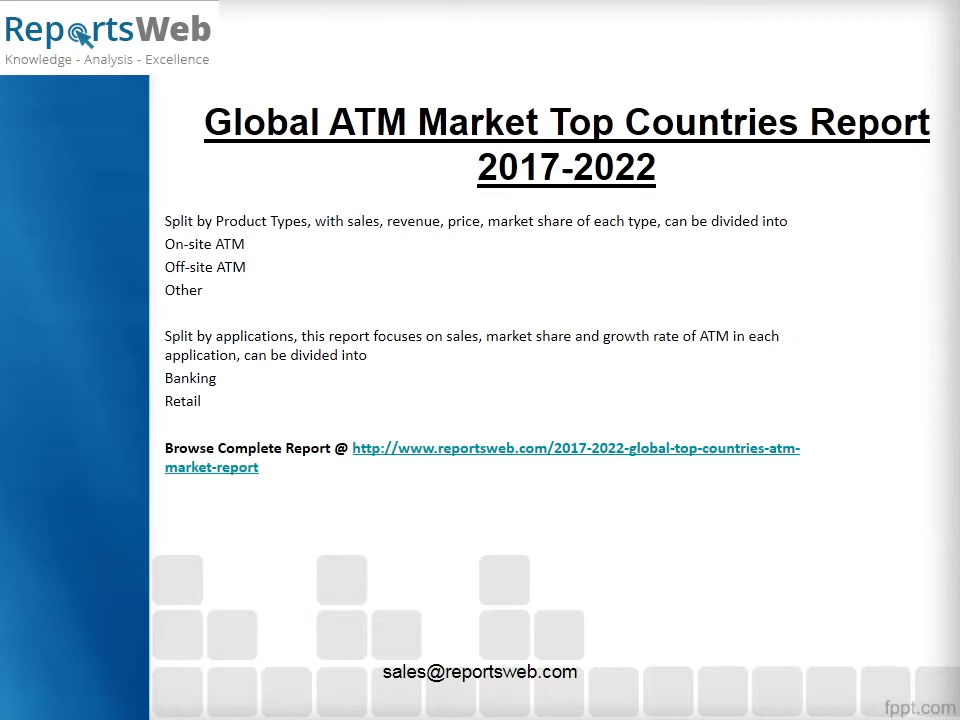 ReportsWeb
Knowledge - Analysis - Excellence
Global ATM Market Top Countries Report
2017-2022
Split by Product Types, with sales, revenue, price, market share of each type, can be divided into
On-site ATM
Off-site ATM
Other
Split by applications, this report focuses on sales, market share and growth rate of ATM in each
application, can be divided into
Banking
Retail
Browse Complete Report @ http://www.reportsweb.com/2017-2022-global-top-countries-atm-
market-report
sales@reportsweb.com
fppt.com